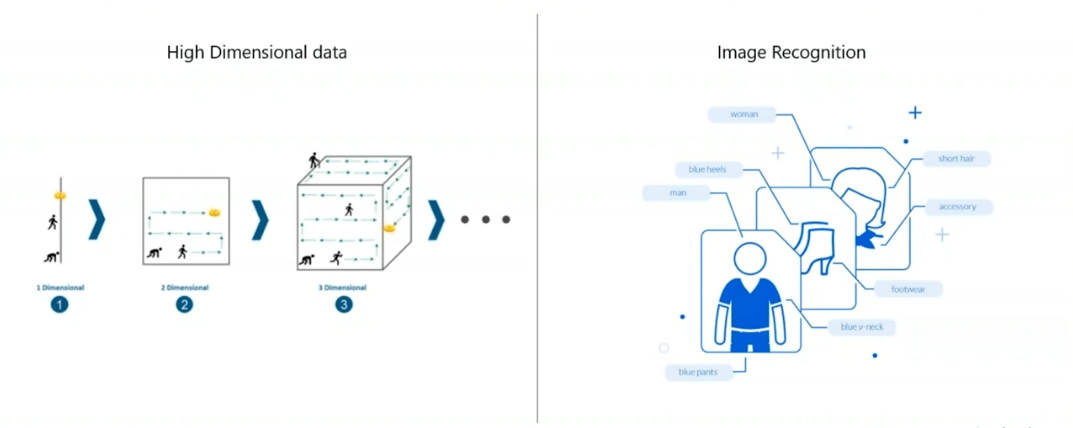 High Dimensional data
1 Dimensional
1
2 Dimensional
2
3 Dimensional
3
Image Recognition
woman
short hair
blue heels
man
accessory
footwear
blue v-neck
blue pants